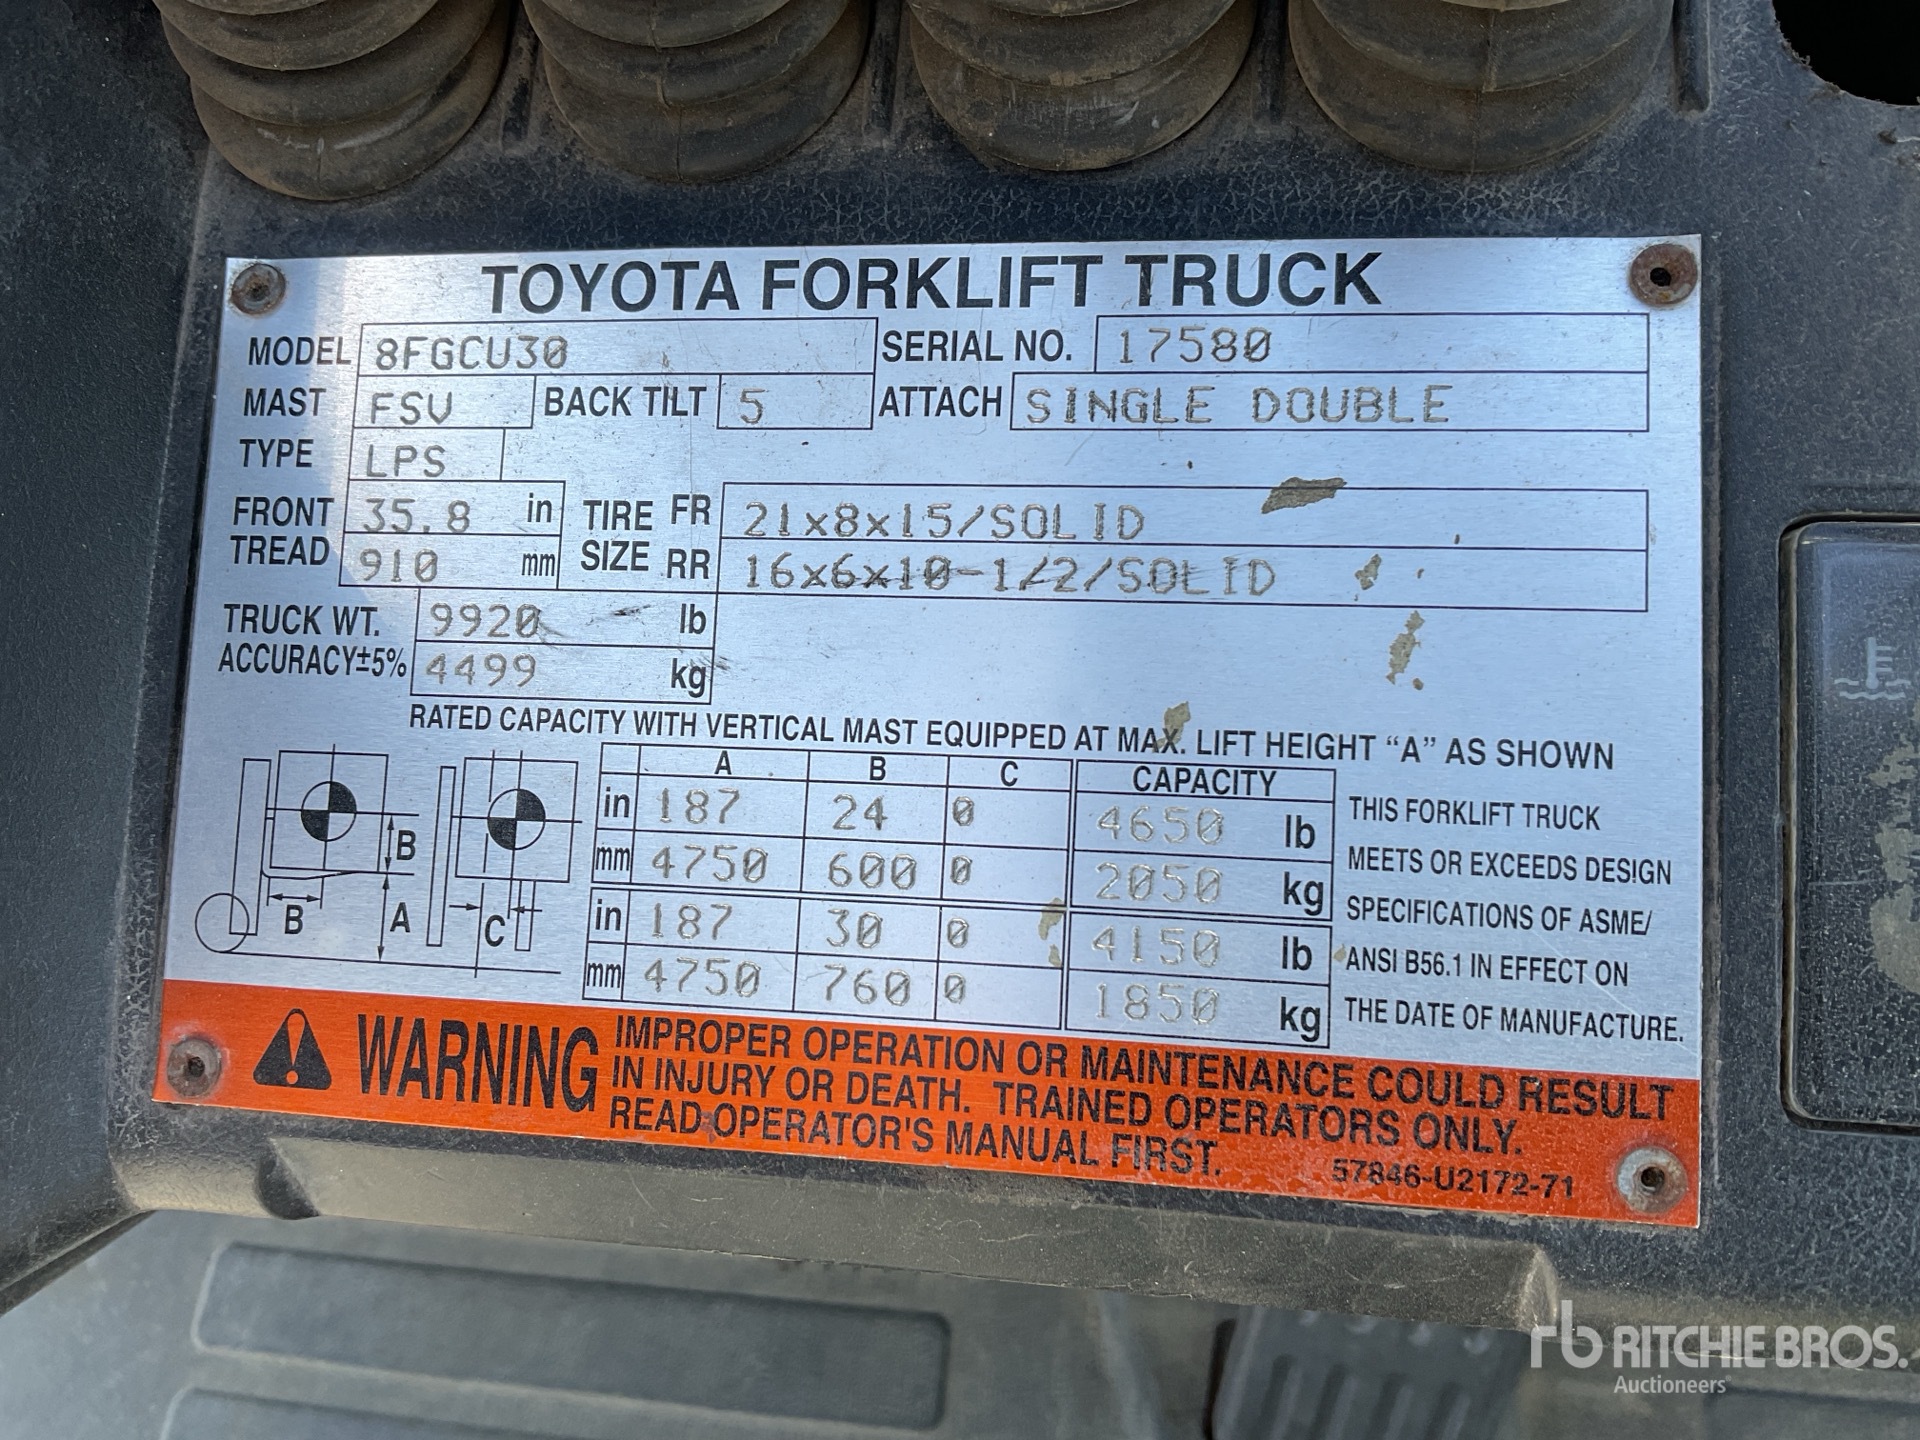 TOYOTA FORKLIFT TRUCK
MODEL 8FGCU30 SERIAL NO. 17580
MAST FSV BACK TILT 5 ATTACH SINGLE DOUBLE
TYPE LPS
FRONT TREAD 35.8 in TIRE SIZE FR 21x8x15/SOLID
910 mm RR 16x6x10-1/2/SOLID
TRUCK WT. 9920 lb
ACCURACY±5% 4499 kg
RATED CAPACITY WITH VERTICAL MAST EQUIPPED AT MAX. LIFT HEIGHT "A" AS SHOWN
A B C CAPACITY
in 187 24 0 4650 lb
mm 4750 600 0 2050 kg
in 187 30 0 4150 lb
mm 4750 760 0 1850 kg
B
B A C
THIS FORKLIFT TRUCK
MEETS OR EXCEEDS DESIGN
SPECIFICATIONS OF ASME/
ANSI B56.1 IN EFFECT ON
THE DATE OF MANUFACTURE.
WARNING
IMPROPER OPERATION OR MAINTENANCE COULD RESULT
IN INJURY OR DEATH. TRAINED OPERATORS ONLY.
READ OPERATOR'S MANUAL FIRST.
57846-U2172-71
rb RITCHIE BROS.
Auctioneers